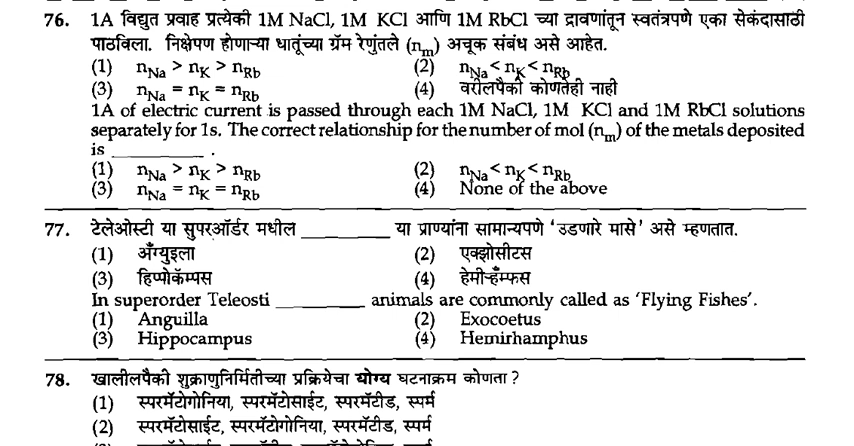 76. 1A विद्युत प्रवाह प्रत्येकी 1M NaCl, 1M KCl आणि 1M RbCl च्या द्रावणांतून स्वतंत्रपणे एका सेकंदासाठी
पाठविला. निक्षेपण होणाऱ्या धातूंच्या ग्रॅम रेणुंतले (nm) अचूक संबंध असे आहेत.
(1) nNa > nK > nRb (2) nNa < nK < nRb
(3) nNa = nK = nRb (4) वरीलपैकी कोणतेही नाही
1A of electric current is passed through each 1M NaCl, 1M KCl and 1M RbCl solutions
separately for 1s. The correct relationship for the number of mol (nm) of the metals deposited
is __________ .
(1) nNa > nK > nRb (2) nNa < nK < nRb
(3) nNa = nK = nRb (4) None of the above
77. टेलेओस्टी या सुपरऑर्डर मधील __________ या प्राण्यांना सामान्यपणे 'उडणारे मासे' असे म्हणतात.
(1) ॲंग्युइला (2) एक्झोसीटस
(3) हिप्पोकॅम्पस (4) हेमीऱ्हॅम्फस
In superorder Teleosti __________ animals are commonly called as 'Flying Fishes'.
(1) Anguilla (2) Exocoetus
(3) Hippocampus (4) Hemirhamphus
78. खालीलपैकी शुक्राणुनिर्मितीच्या प्रक्रियेचा योग्य घटनाक्रम कोणता ?
(1) स्परमॅटोगोनिया, स्परमॅटोसाईट, स्परमॅटीड, स्पर्म
(2) स्परमॅटोसाईट, स्परमॅटोगोनिया, स्परमॅटीड, स्पर्म